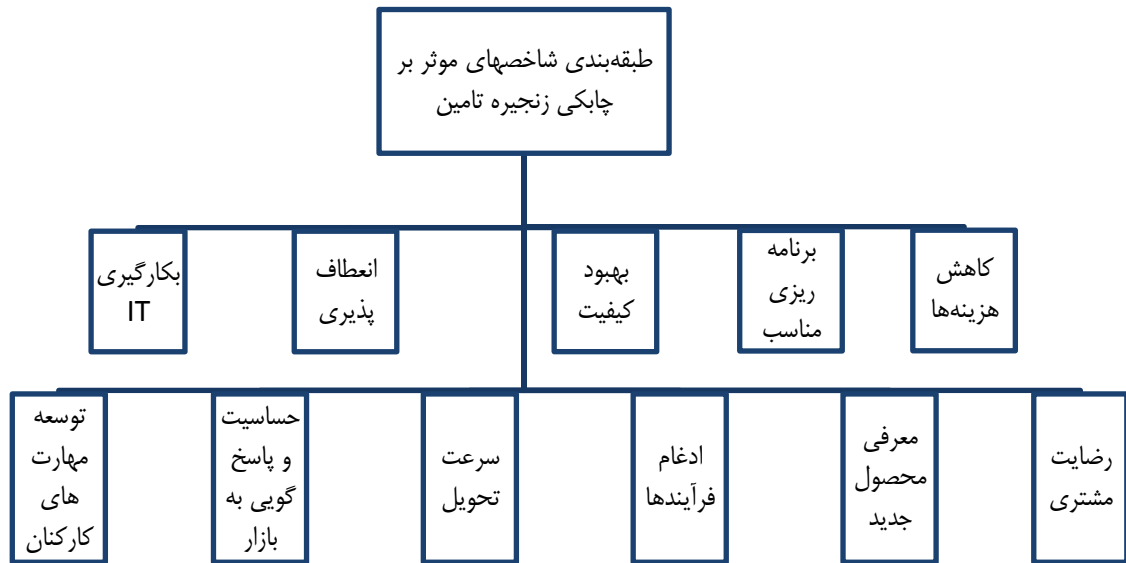 طبقه‌بندی شاخصهای موثر بر
چابکی زنجیره تامین
کاهش
هزینه‌ها
برنامه
ریزی
مناسب
بهبود
کیفیت
انعطاف
پذیری
بکارگیری
IT
رضایت
مشتری
معرفی
محصول
جدید
ادغام
فرآیندها
سرعت
تحویل
حساسیت
و پاسخ
گویی به
بازار
توسعه
مهارت
های
کارکنان